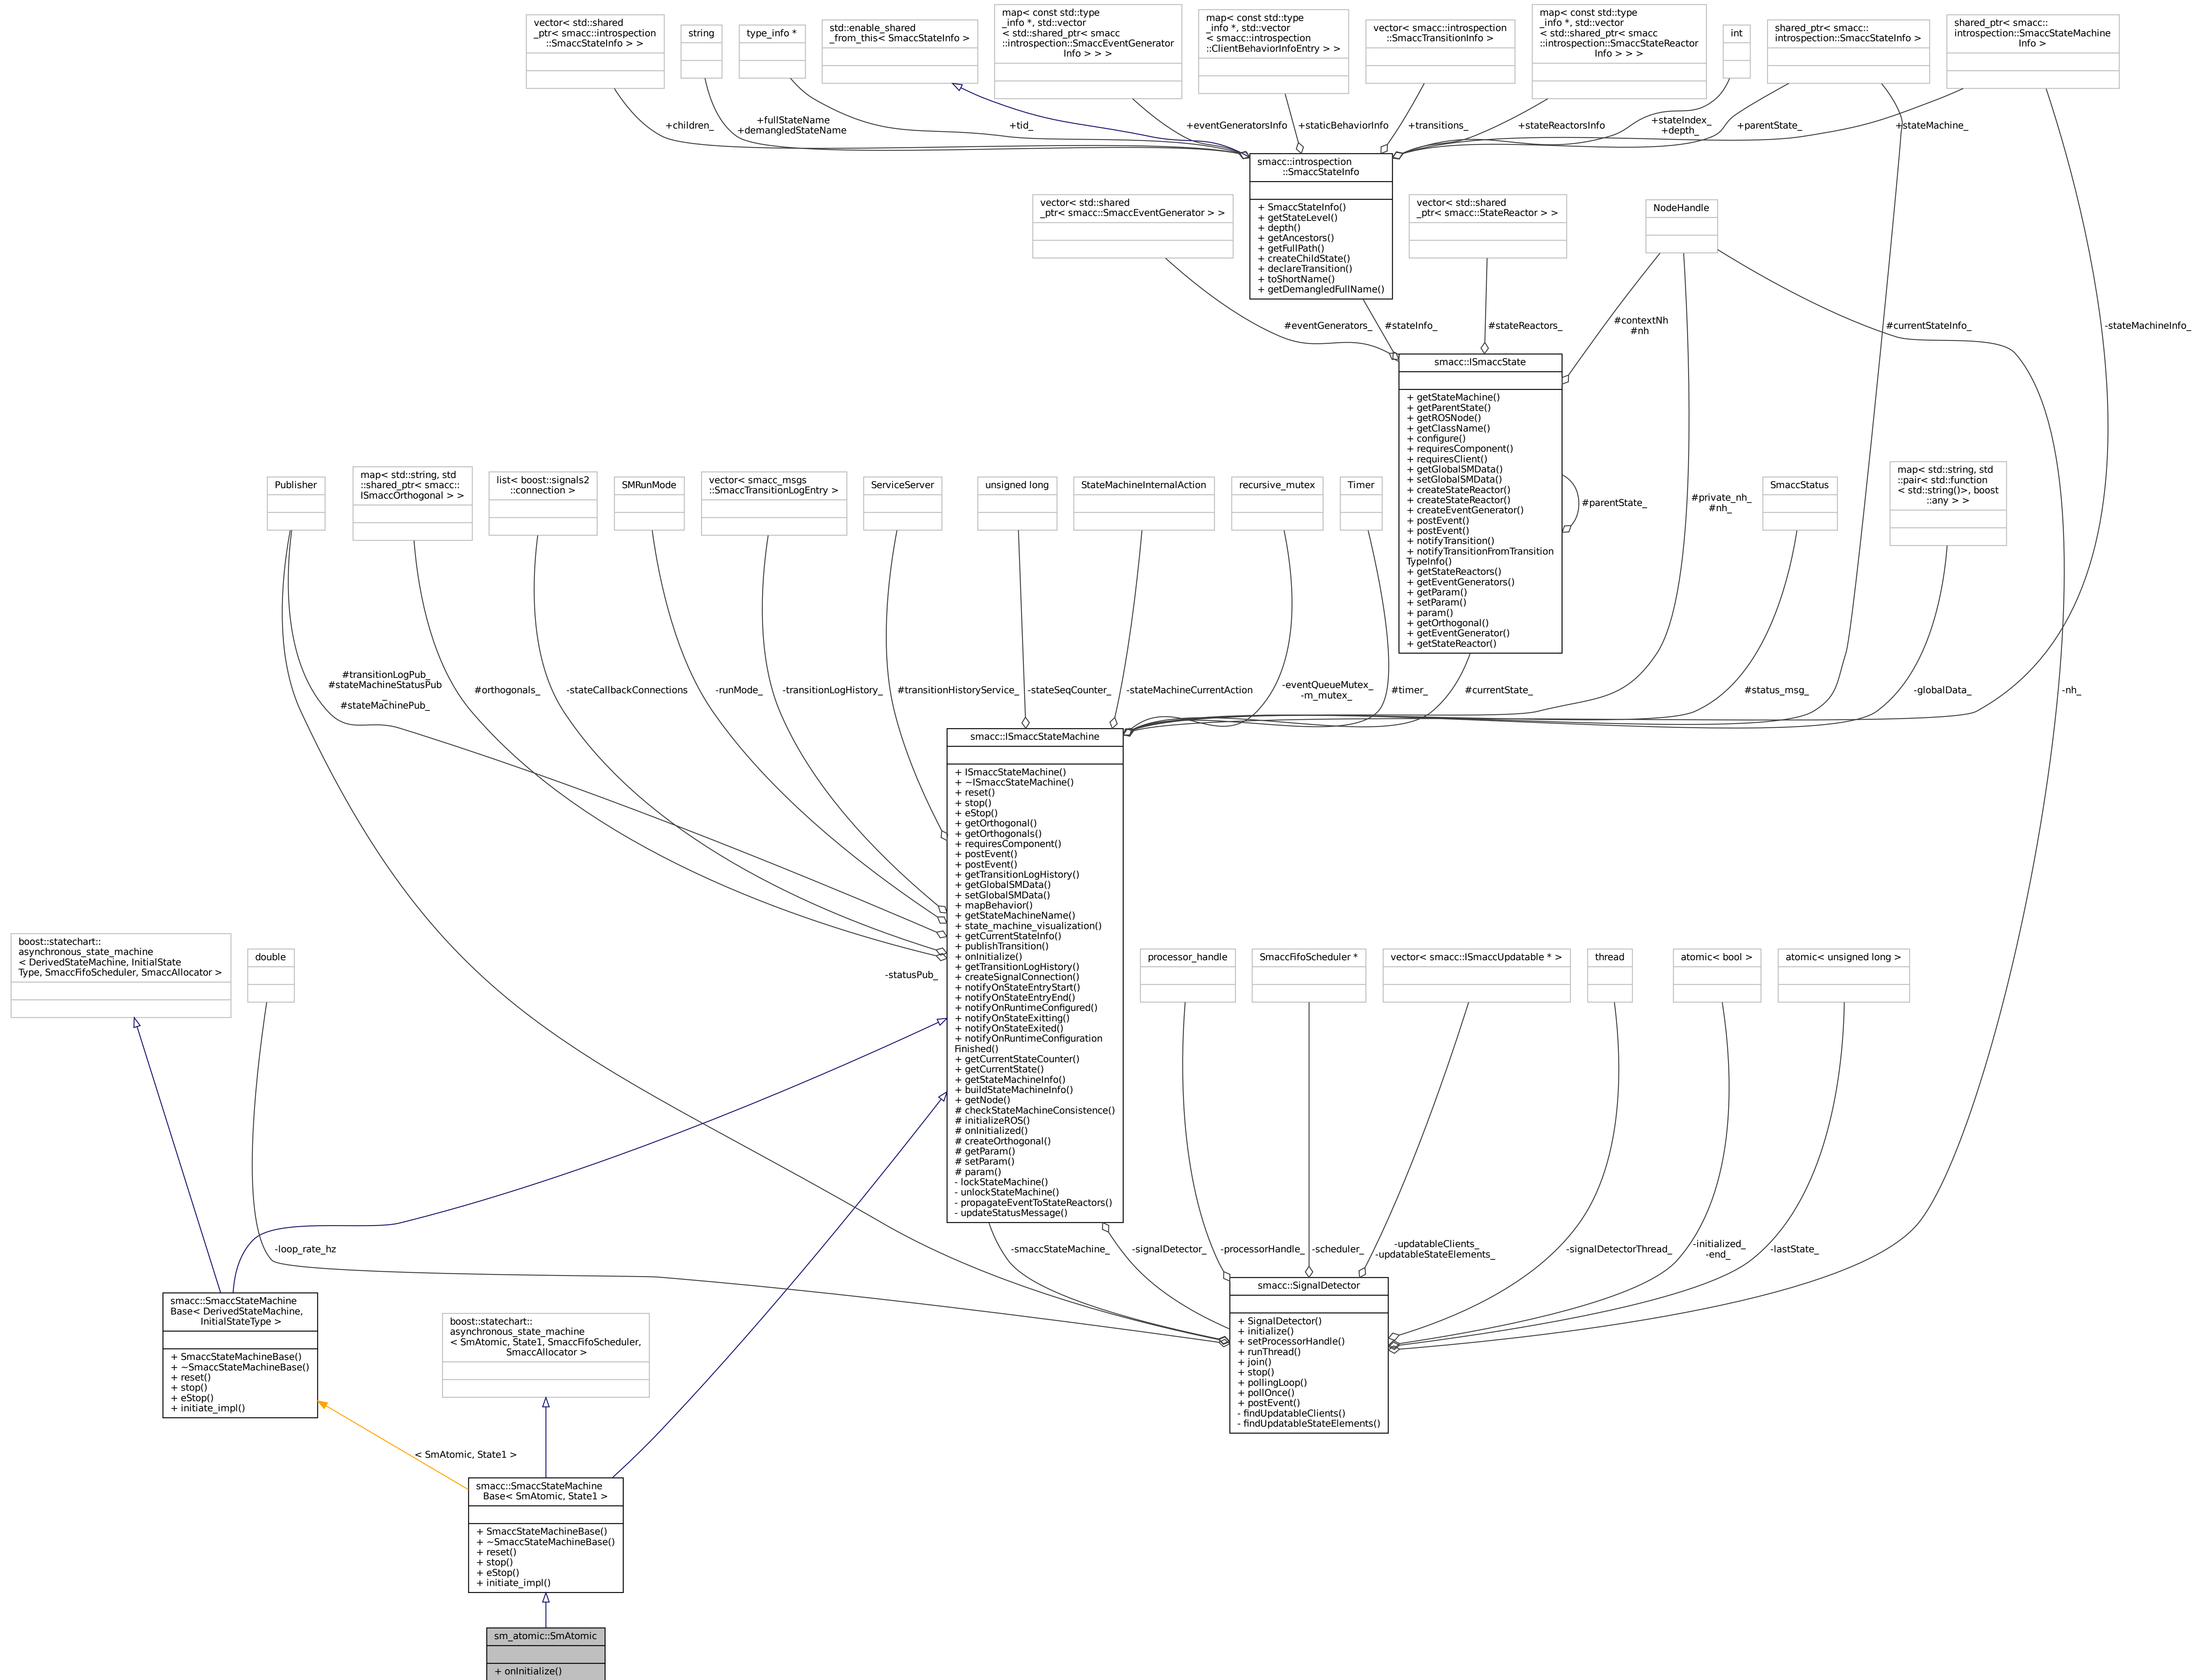 vector< std::shared
_ptr< smacc::introspection
::SmaccStateInfo > >
string
type_info *
std::enable_shared
_from_this< SmaccStateInfo >
map< const std::type
_info *, std::vector
< std::shared_ptr< smacc
::introspection::SmaccEventGenerator
Info > > >
map< const std::type
_info *, std::vector
< smacc::introspection
::ClientBehaviorInfoEntry > >
vector< smacc::introspection
::SmaccTransitionInfo >
map< const std::type
_info *, std::vector
< std::shared_ptr< smacc
::introspection::SmaccStateReactor
Info > > >
int
shared_ptr< smacc::
introspection::SmaccStateInfo >
shared_ptr< smacc::
introspection::SmaccStateMachine
Info >
+children_
+fullStateName
+demangledStateName
+tid_
+eventGeneratorsInfo
+staticBehaviorInfo
+transitions_
+stateReactorsInfo
+stateIndex_
+depth_
+parentState_
+stateMachine_
smacc::introspection
::SmaccStateInfo
+ SmaccStateInfo()
+ getStateLevel()
+ depth()
+ getAncestors()
+ getFullPath()
+ createChildState()
+ declareTransition()
+ toShortName()
+ getDemangledFullName()
vector< std::shared
_ptr< smacc::SmaccEventGenerator > >
vector< std::shared
_ptr< smacc::StateReactor > >
NodeHandle
#eventGenerators_
#stateInfo_
#stateReactors_
#contextNh
#nh
#currentStateInfo_
-stateMachineInfo_
smacc::ISmaccState
+ getStateMachine()
+ getParentState()
+ getROSNode()
+ getClassName()
+ configure()
+ requiresComponent()
+ requiresClient()
+ getGlobalSMData()
+ setGlobalSMData()
+ createStateReactor()
+ createStateReactor()
+ createEventGenerator()
+ postEvent()
+ postEvent()
+ notifyTransition()
+ notifyTransitionFromTransition
TypeInfo()
+ getStateReactors()
+ getEventGenerators()
+ getParam()
+ setParam()
+ param()
+ getOrthogonal()
+ getEventGenerator()
+ getStateReactor()
#parentState_
#private_nh_
#nh_
Publisher
map< std::string, std
::shared_ptr< smacc::
ISmaccOrthogonal > >
list< boost::signals2
::connection >
SMRunMode
vector< smacc_msgs
::SmaccTransitionLogEntry >
ServiceServer
unsigned long
StateMachineInternalAction
recursive_mutex
Timer
SmaccStatus
map< std::string, std
::pair< std::function
< std::string()>, boost
::any > >
#transitionLogPub_
#stateMachineStatusPub
_
#stateMachinePub_
#orthogonals_
-stateCallbackConnections
-runMode_
-transitionLogHistory_
#transitionHistoryService_
-stateSeqCounter_
-stateMachineCurrentAction
-eventQueueMutex_
-m_mutex_
#timer_
#currentState_
#status_msg_
-globalData_
-nh_
smacc::ISmaccStateMachine
+ ISmaccStateMachine()
+ ~ISmaccStateMachine()
+ reset()
+ stop()
+ eStop()
+ getOrthogonal()
+ getOrthogonals()
+ requiresComponent()
+ postEvent()
+ postEvent()
+ getTransitionLogHistory()
+ getGlobalSMData()
+ setGlobalSMData()
+ mapBehavior()
+ getStateMachineName()
+ state_machine_visualization()
+ getCurrentStateInfo()
+ publishTransition()
+ onInitialize()
+ getTransitionLogHistory()
+ createSignalConnection()
+ notifyOnStateEntryStart()
+ notifyOnStateEntryEnd()
+ notifyOnRuntimeConfigured()
+ notifyOnStateExitting()
+ notifyOnStateExited()
+ notifyOnRuntimeConfiguration
Finished()
+ getCurrentStateCounter()
+ getCurrentState()
+ getStateMachineInfo()
+ buildStateMachineInfo()
+ getNode()
# checkStateMachineConsistence()
# initializeROS()
# onInitialized()
# createOrthogonal()
# getParam()
# setParam()
# param()
- lockStateMachine()
- unlockStateMachine()
- propagateEventToStateReactors()
- updateStatusMessage()
boost::statechart::
asynchronous_state_machine
< DerivedStateMachine, InitialState
Type, SmaccFifoScheduler, SmaccAllocator >
double
-statusPub_
processor_handle
SmaccFifoScheduler *
vector< smacc::ISmaccUpdatable * >
thread
atomic< bool >
atomic< unsigned long >
-loop_rate_hz
-smaccStateMachine_
-signalDetector_
-processorHandle_
-scheduler_
-updatableClients_
-updatableStateElements_
-signalDetectorThread_
-initialized_
-end_
-lastState_
smacc::SignalDetector
+ SignalDetector()
+ initialize()
+ setProcessorHandle()
+ runThread()
+ join()
+ stop()
+ pollingLoop()
+ pollOnce()
+ postEvent()
- findUpdatableClients()
- findUpdatableStateElements()
smacc::SmaccStateMachine
Base< DerivedStateMachine,
InitialStateType >
+ SmaccStateMachineBase()
+ ~SmaccStateMachineBase()
+ reset()
+ stop()
+ eStop()
+ initiate_impl()
boost::statechart::
asynchronous_state_machine
< SmAtomic, State1, SmaccFifoScheduler,
SmaccAllocator >
< SmAtomic, State1 >
smacc::SmaccStateMachine
Base< SmAtomic, State1 >
+ SmaccStateMachineBase()
+ ~SmaccStateMachineBase()
+ reset()
+ stop()
+ eStop()
+ initiate_impl()
sm_atomic::SmAtomic
+ onInitialize()